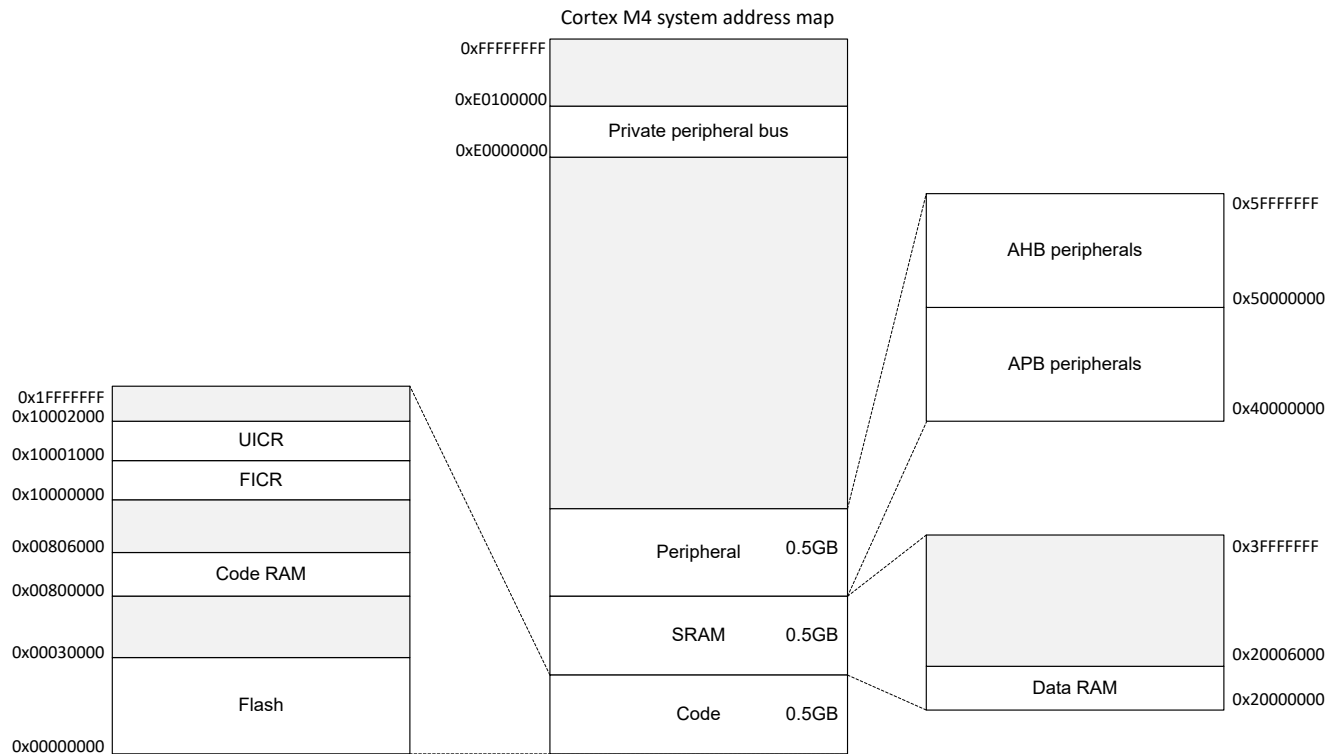 Cortex M4 system address map
0xFFFFFFFF
0xE0100000
Private peripheral bus
0xE0000000
0x5FFFFFFF
AHB peripherals
0x50000000
APB peripherals
0x40000000
0x1FFFFFFF
0x10002000
UICR
0x10001000
FICR
0x10000000
0x00806000
Code RAM
0x00800000
0x00030000
Flash
0x00000000
Peripheral 0.5GB
SRAM 0.5GB
Code 0.5GB
0x3FFFFFFF
0x20006000
Data RAM
0x20000000